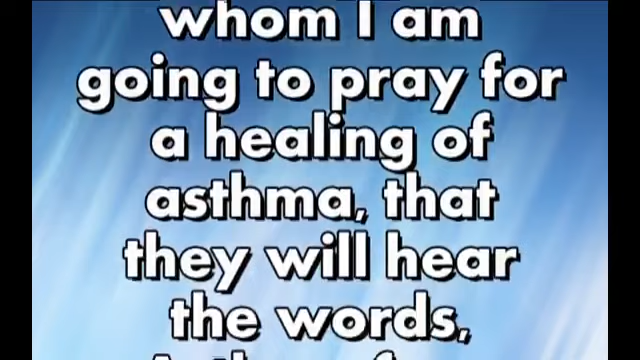 whom I am
going to pray for
a healing of
asthma, that
they will hear
the words,